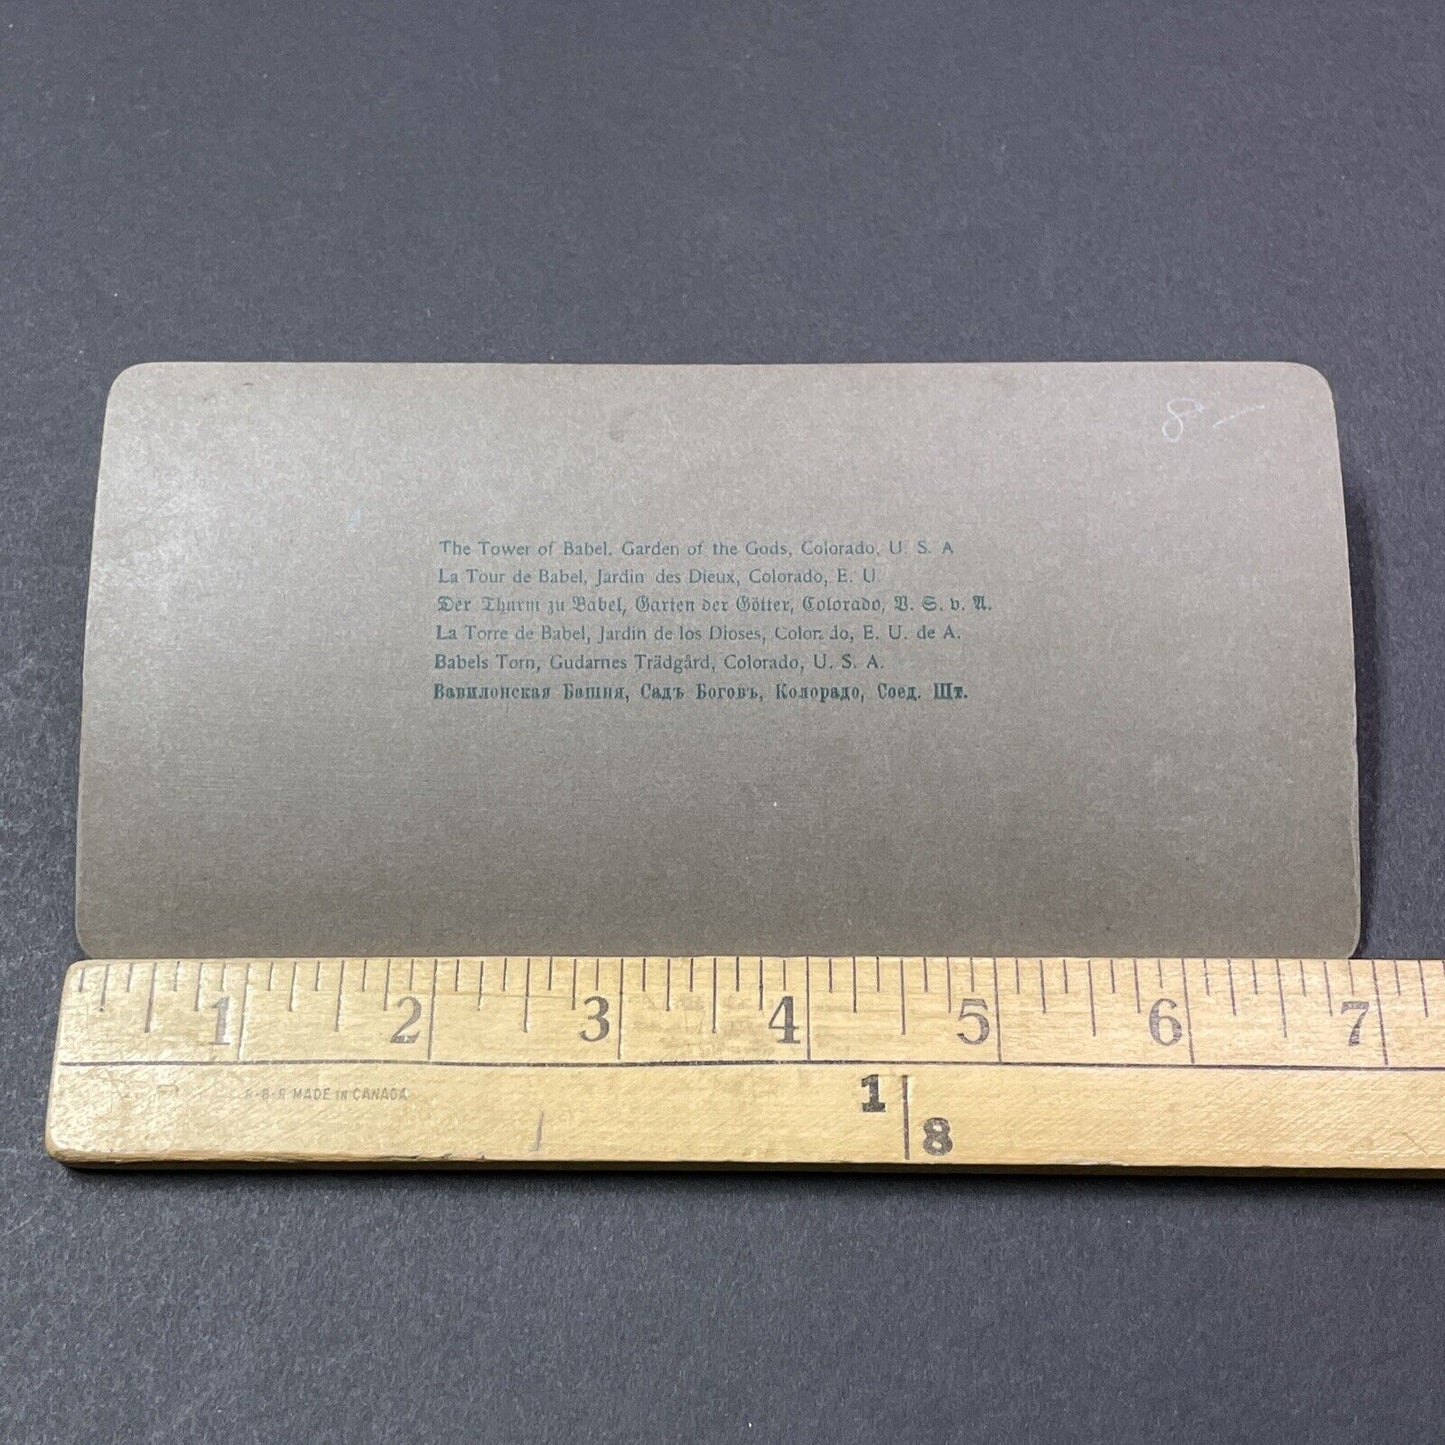 The Tower of Babel. Garden of the Gods, Colorado, U. S. A
La Tour de Babel, Jardin des Dieux, Colorado, E. U.
Der Thurm zu Babel, Garten der Götter, Colorado, V. S. v. A.
La Torre de Babel, Jardin de los Dioses, Colorado, E. U. de A.
Babels Torn, Gudarnes Trädgård, Colorado, U. S. A.
Вавилонская Башня, Садъ Боговъ, Колорадо, Соед. Шт.
1 2 3 4 5 6 7
MADE IN CANADA
1
8